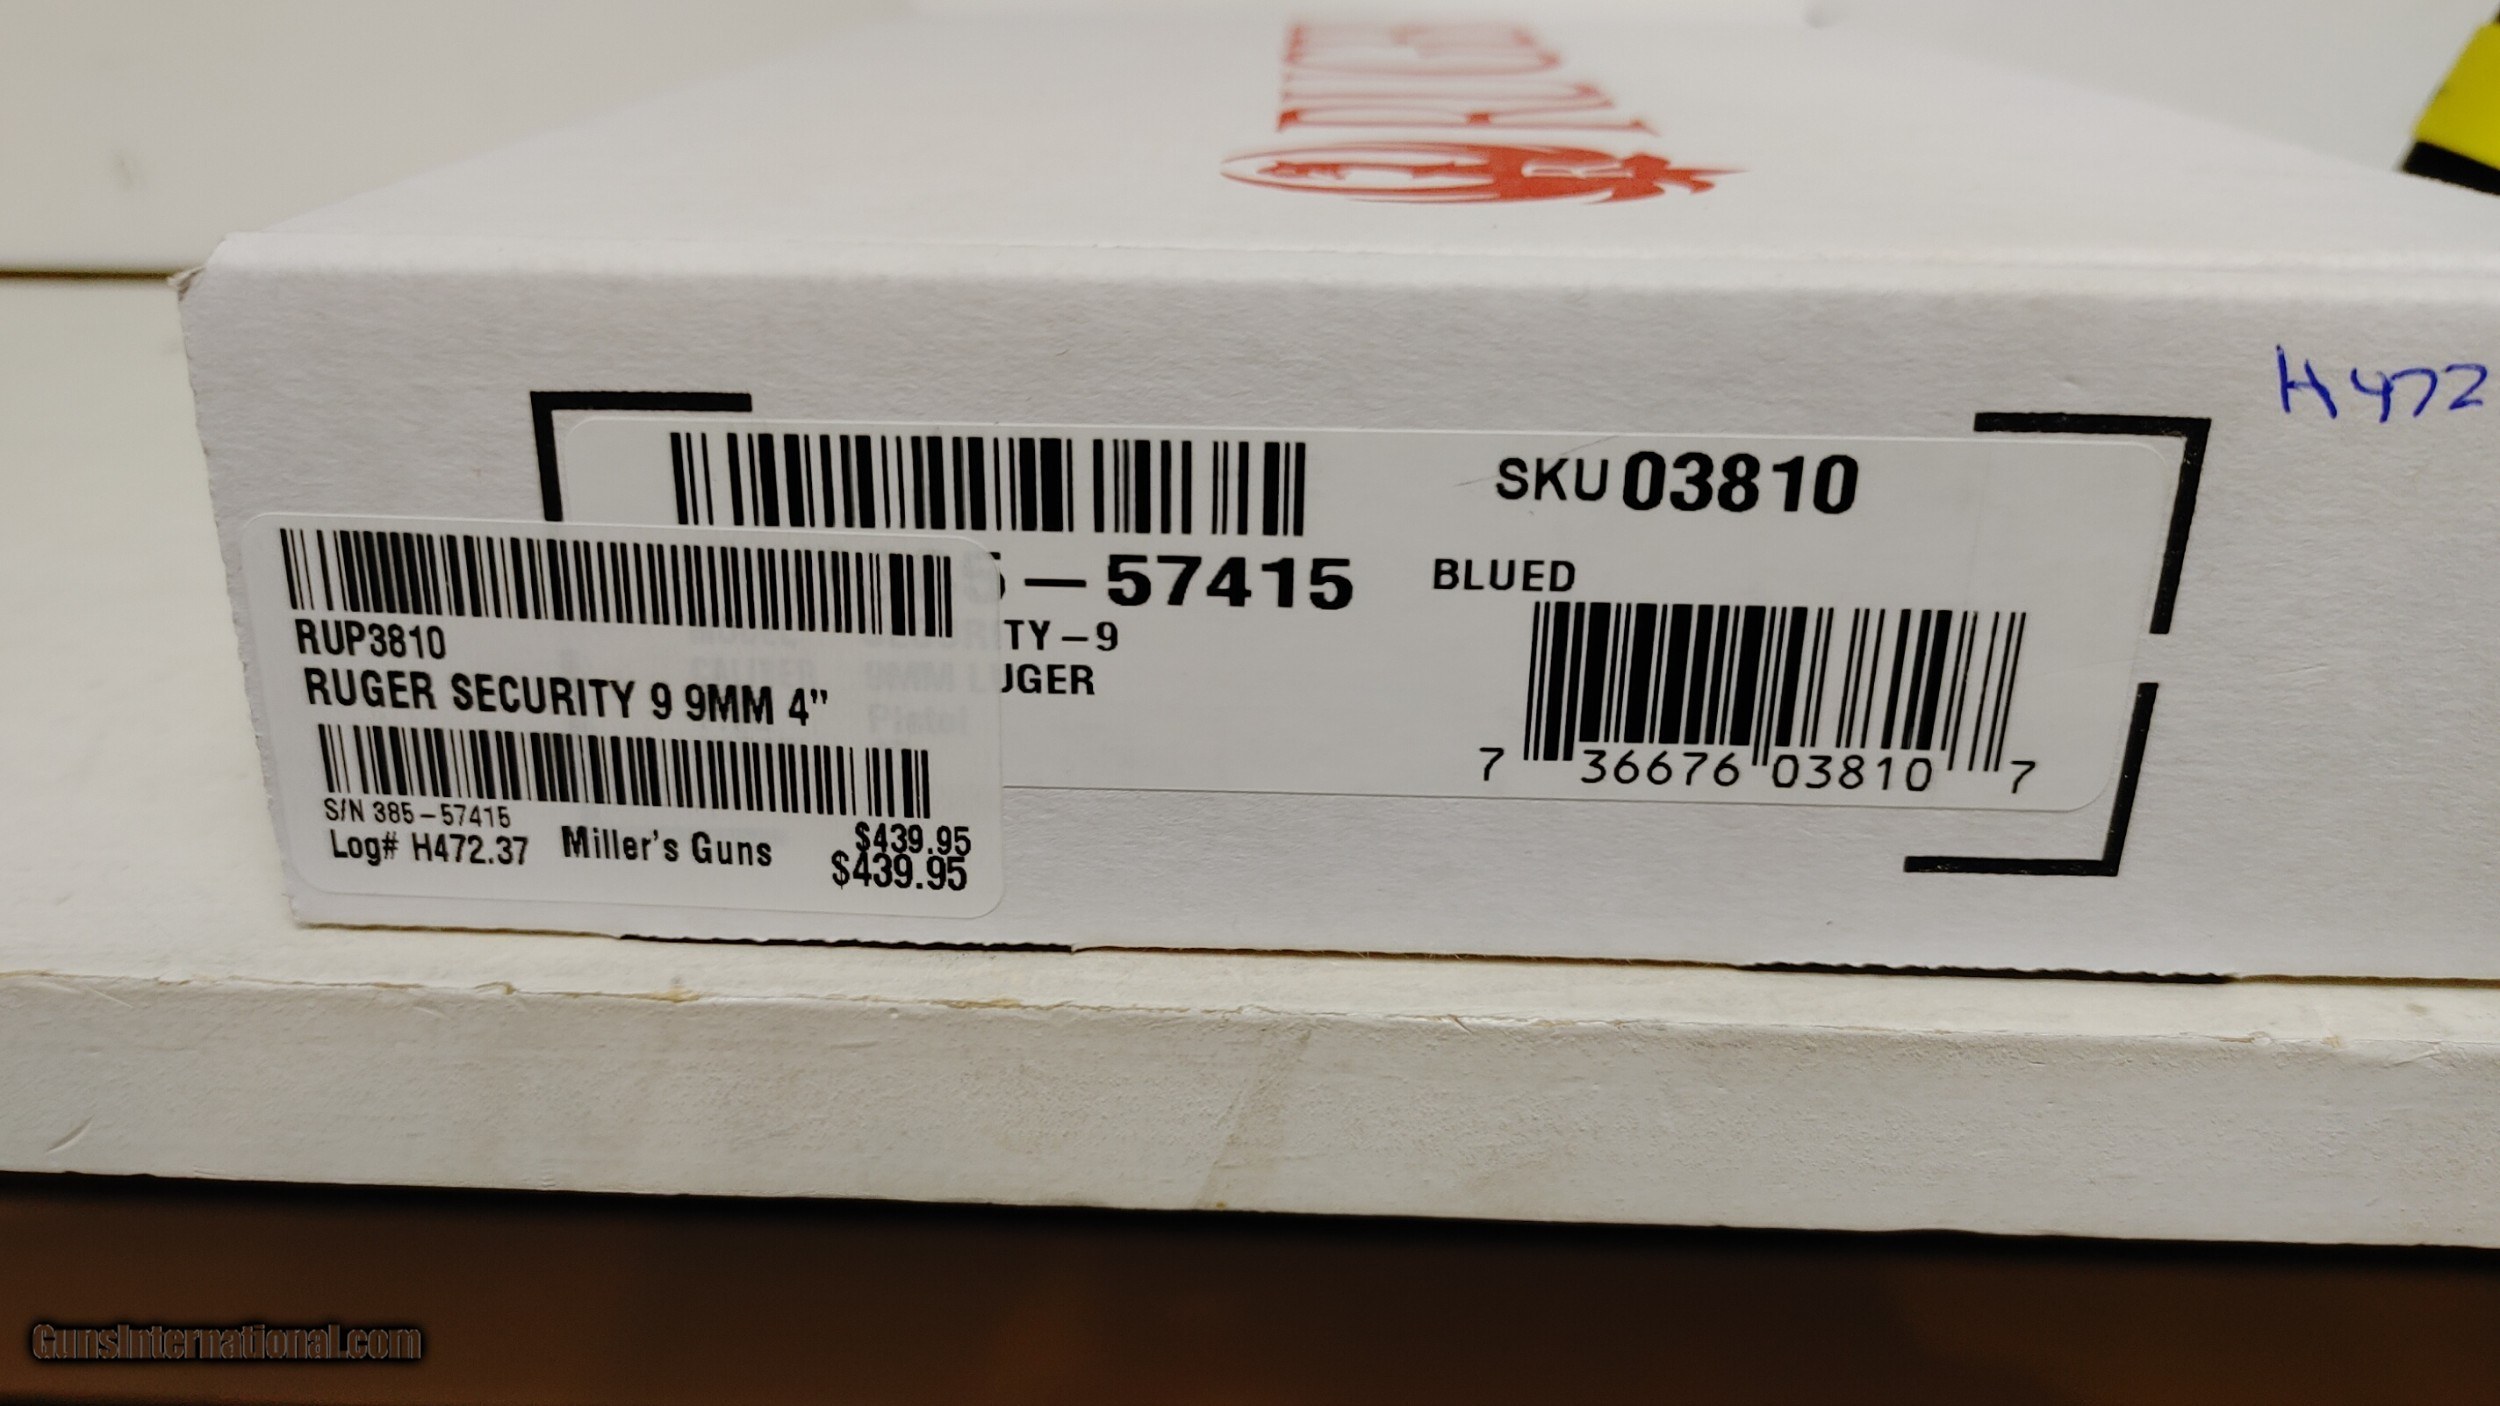 RUGER
H472
SKU 03810
5-57415
BLUED
TY-9
UGER
7 36676 03810 7
RUP3810
RUGER SECURITY 9 9MM 4"
S/N 385-57415
Log# H472.37 Miller's Guns $439.95
$439.95
GunsInternational.com